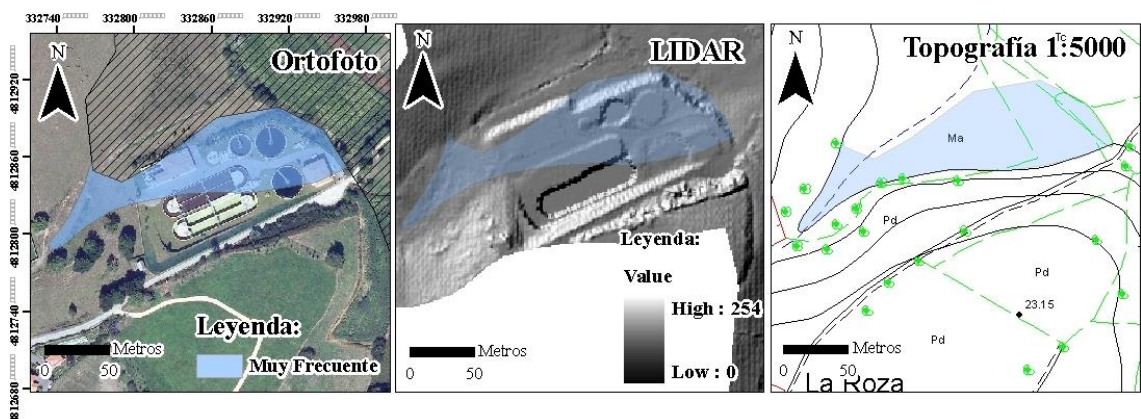 332740 332800 332860 332920 332980
N
Ortofoto
4812920
4812860
4812800
4812740
4812680
Leyenda:
Metros
0 50
Muy Frecuente
N
LIDAR
Leyenda:
Value
High : 254
Low : 0
Metros
0 50
N
Topografía 1:5000
Tc
Ma
Pd
Pd
23.15
Pd
Metros
0 50
La Roza